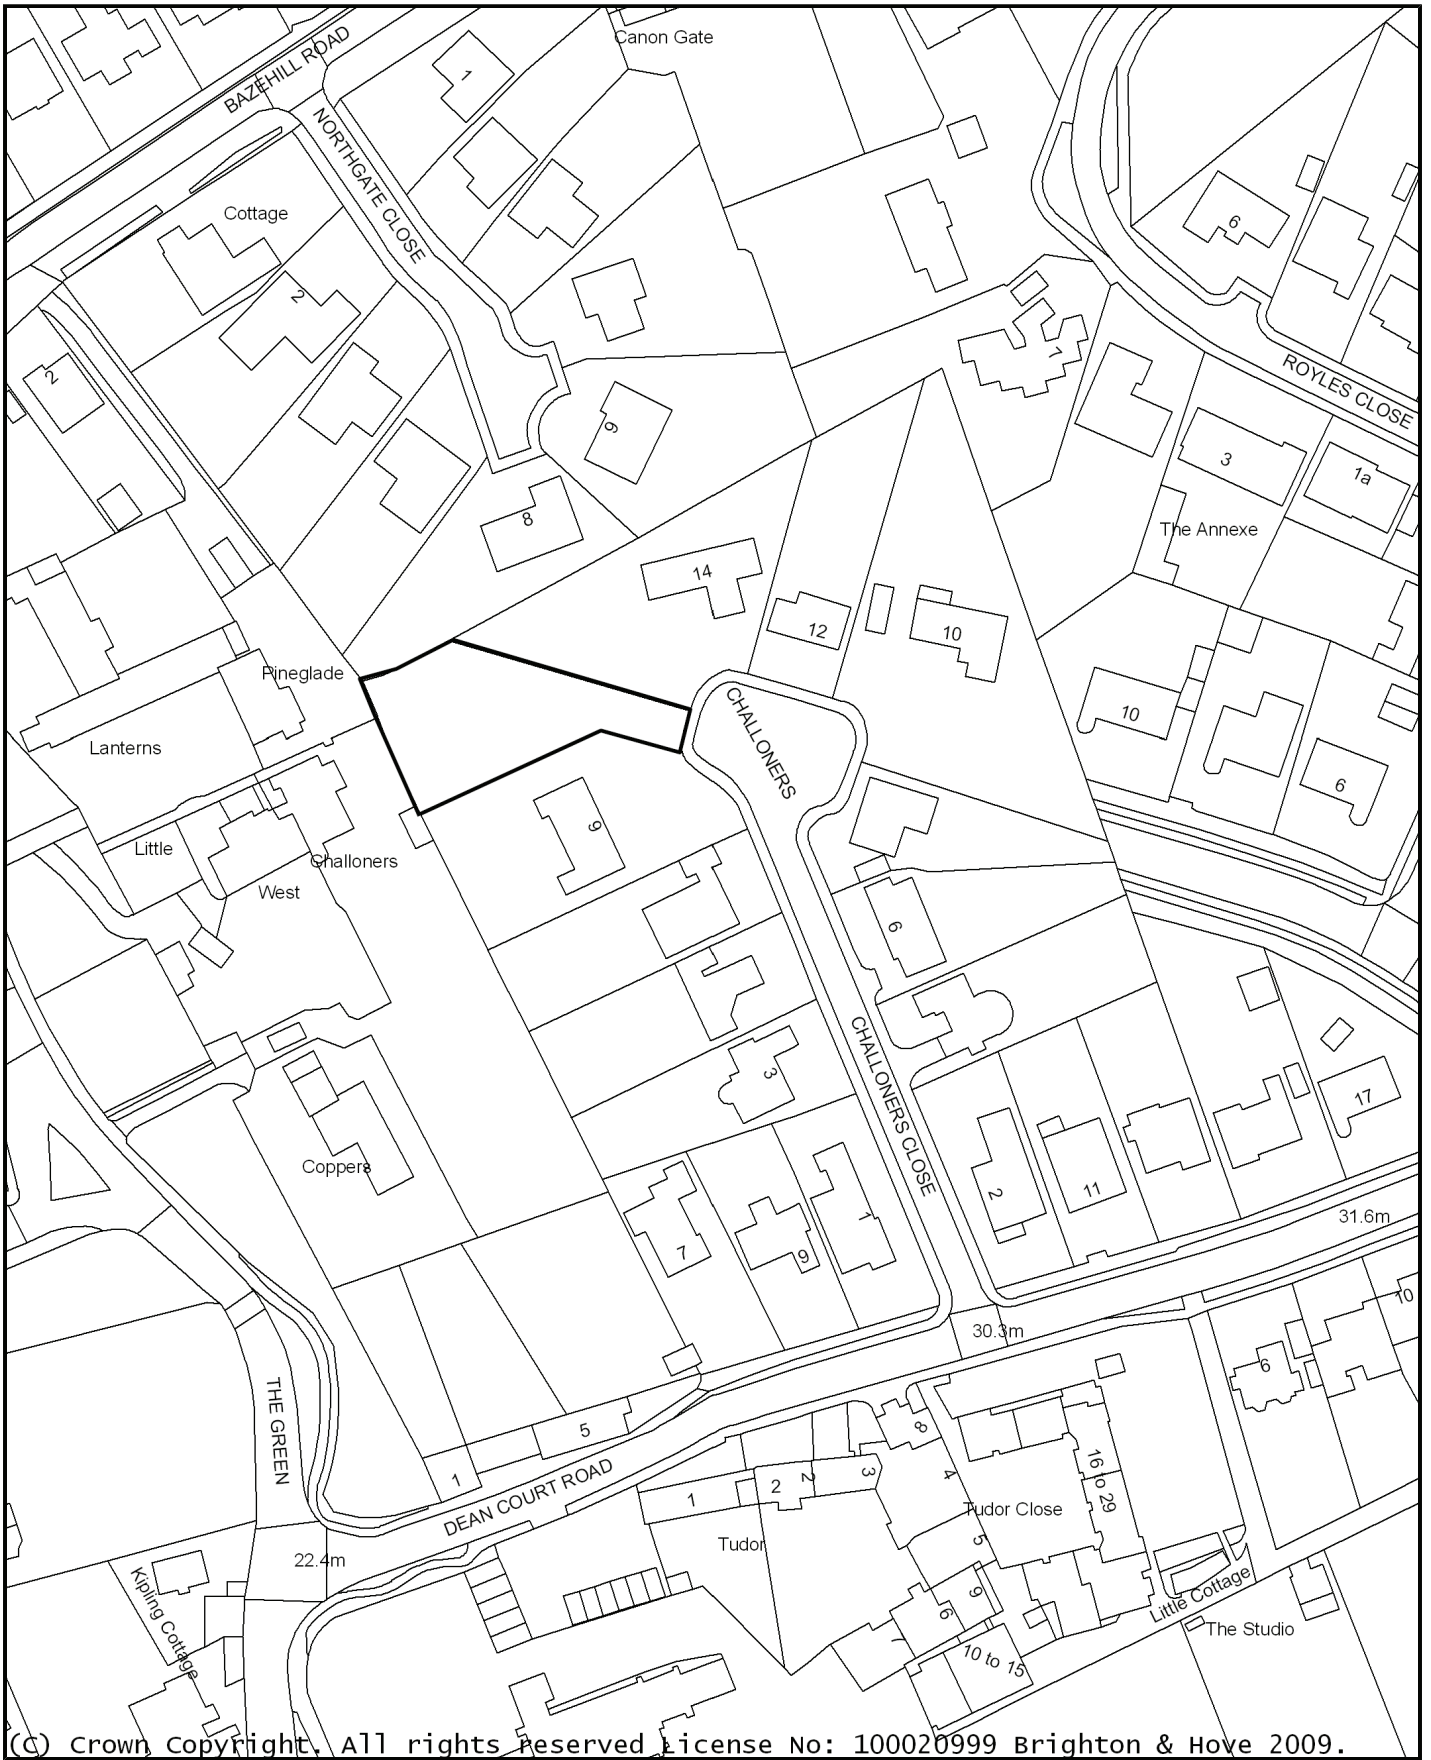 Canon Gate
BAZEHILL ROAD
1
NORTHGATE CLOSE
Cottage
6
2
7
2
ROYLES CLOSE
9
3
1a
8
The Annexe
14
12
10
Pineglade
CHALLONERS
10
Lanterns
6
9
Little
Challoners
West
6
CHALLONERS CLOSE
3
17
Coppers
2
11
1
31.6m
7
9
10
30.3m
6
THE GREEN
5
8
1
DEAN COURT ROAD
2
3
4
16 to 29
2
1
Tudor Close
Tudor
5
22.4m
Kipling Cottage
9
6
Little Cottage
The Studio
7
10 to 15
(C) Crown Copyright. All rights reserved License No: 100020999 Brighton & Hove 2009.